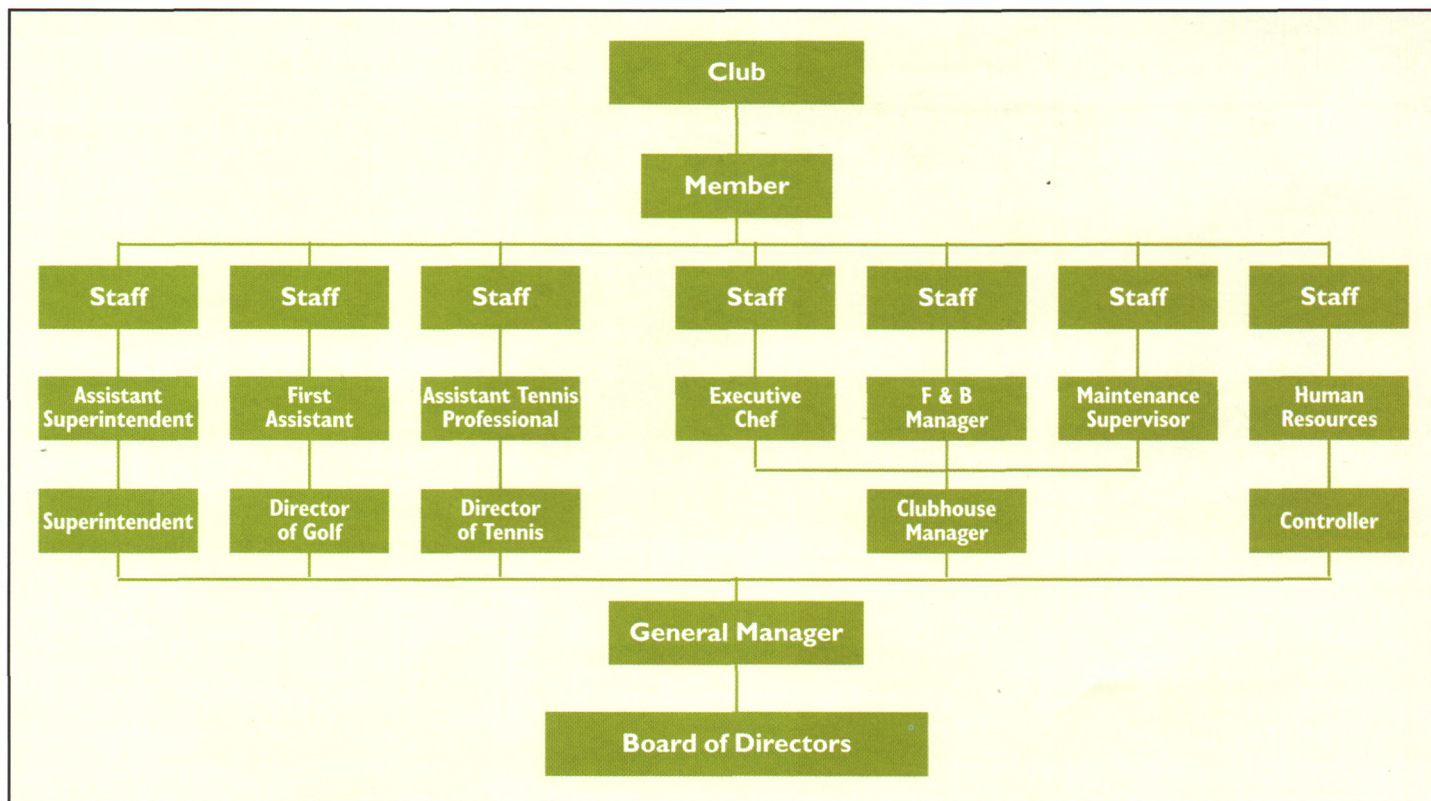 Club
Member
Staff
Staff
Staff
Staff
Staff
Staff
Staff
Assistant
Superintendent
First
Assistant
Assistant Tennis
Professional
Executive
Chef
F & B
Manager
Maintenance
Supervisor
Human
Resources
Superintendent
Director
of Golf
Director
of Tennis
Clubhouse
Manager
Controller
General Manager
Board of Directors